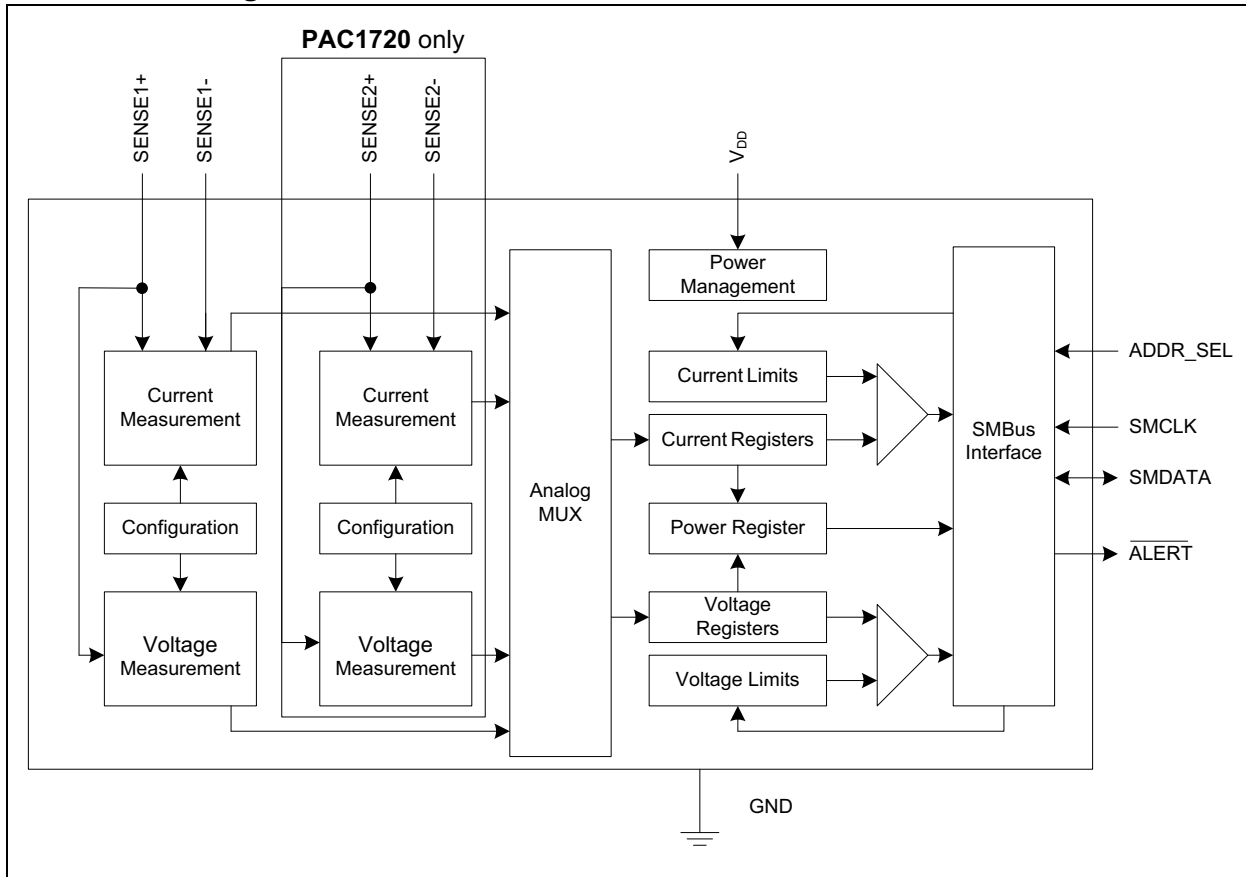 PAC1720 only
SENSE1+
SENSE1-
SENSE2+
SENSE2-
VDD
Power
Management
Current
Measurement
Current
Measurement
Configuration
Configuration
Voltage
Measurement
Voltage
Measurement
Analog
MUX
Current Limits
Current Registers
Power Register
Voltage
Registers
Voltage Limits
SMBus
Interface
ADDR_SEL
SMCLK
SMDATA
ALERT
GND